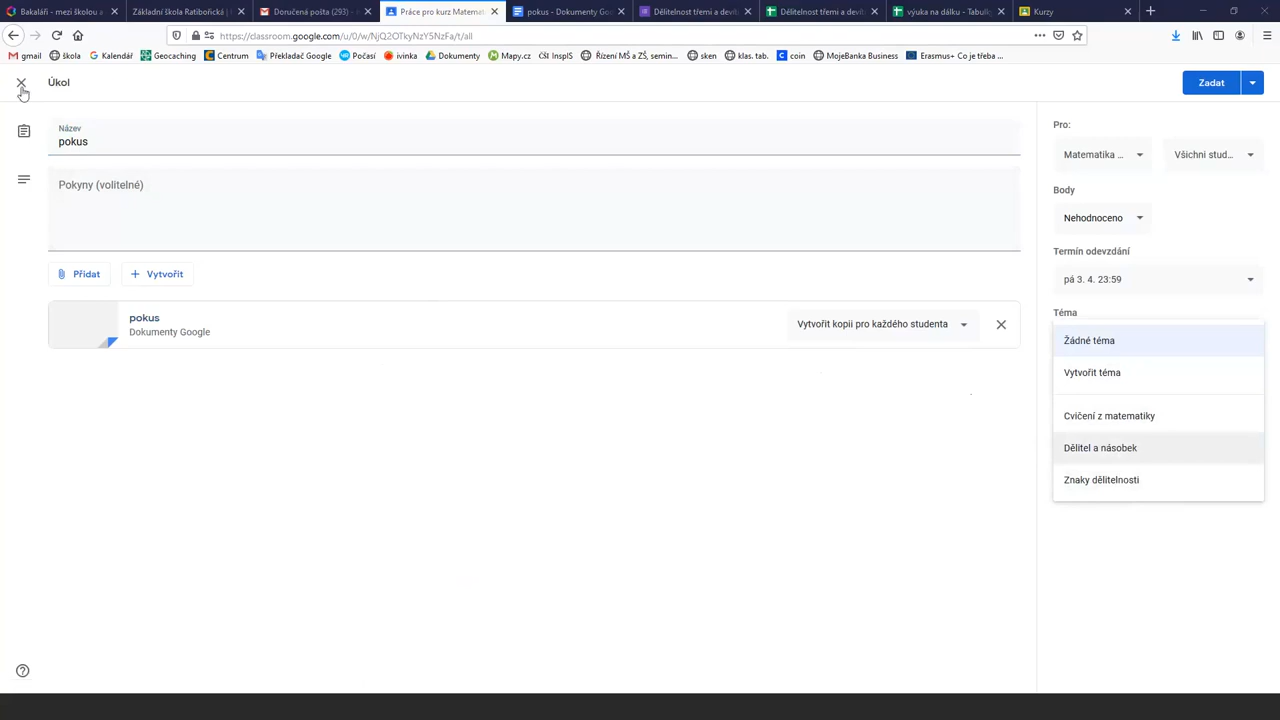 Bakaláři - mezi školou a
Základní škola Ratibořická |
Doručená pošta (293) -
Práce pro kurz Matemat
pokus - Dokumenty Goo
Dělitelnost třemi a devíti
Dělitelnost třemi a devíti
výuka na dálku - Tabulky
Kurzy
https://classroom.google.com/u/0/w/NjQ2OTkyNzY5NzFa/t/all
gmail
škola
Kalendář
Geocaching
Centrum
Překladač Google
Počasí
ivinka
Dokumenty
Mapy.cz
ČŠI InspIS
Řízení MŠ a ZŠ, semin...
sken
klas. tab.
coin
MojeBanka Business
Erasmus+ Co je třeba ...
Úkol
Zadat
Název
pokus
Pokyny (volitelné)
Přidat
Vytvořit
pokus
Dokumenty Google
Vytvořit kopii pro každého studenta
Pro:
Matematika ...
Všichni stud...
Body
Nehodnoceno
Termín odevzdání
pá 3. 4. 23:59
Téma
Žádné téma
Vytvořit téma
Cvičení z matematiky
Dělitel a násobek
Znaky dělitelnosti